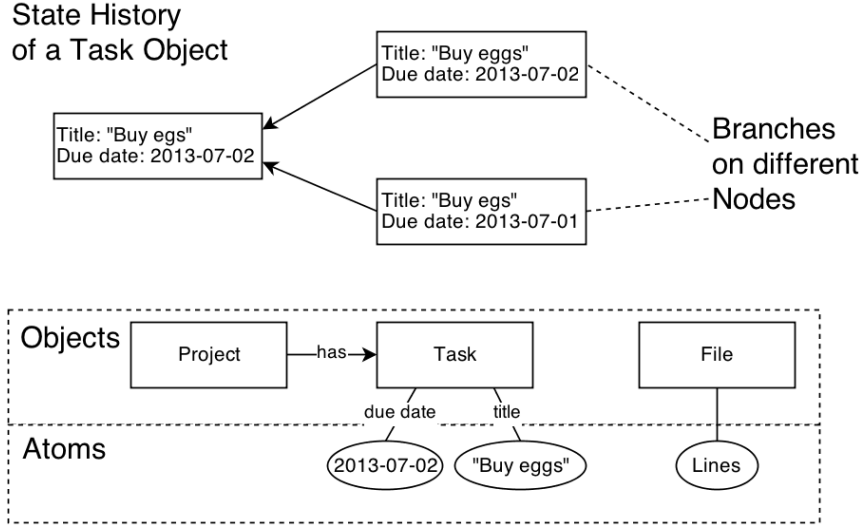 State History
of a Task Object
Title: "Buy eggs"
Due date: 2013-07-02
Title: "Buy egs"
Due date: 2013-07-02
Branches
on different
Nodes
Title: "Buy egs"
Due date: 2013-07-01
Objects
Project
has
Task
File
due date
title
Atoms
2013-07-02
"Buy eggs"
Lines